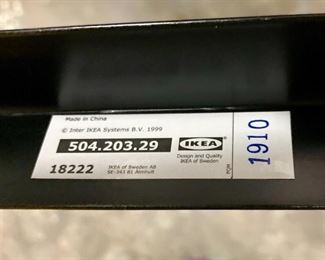 Made in China
© Inter IKEA Systems B.V. 1999
504.203.29
IKEA
Design and Quality
IKEA of Sweden
18222
IKEA of Sweden AB
SE-343 81 Älmhult
1910